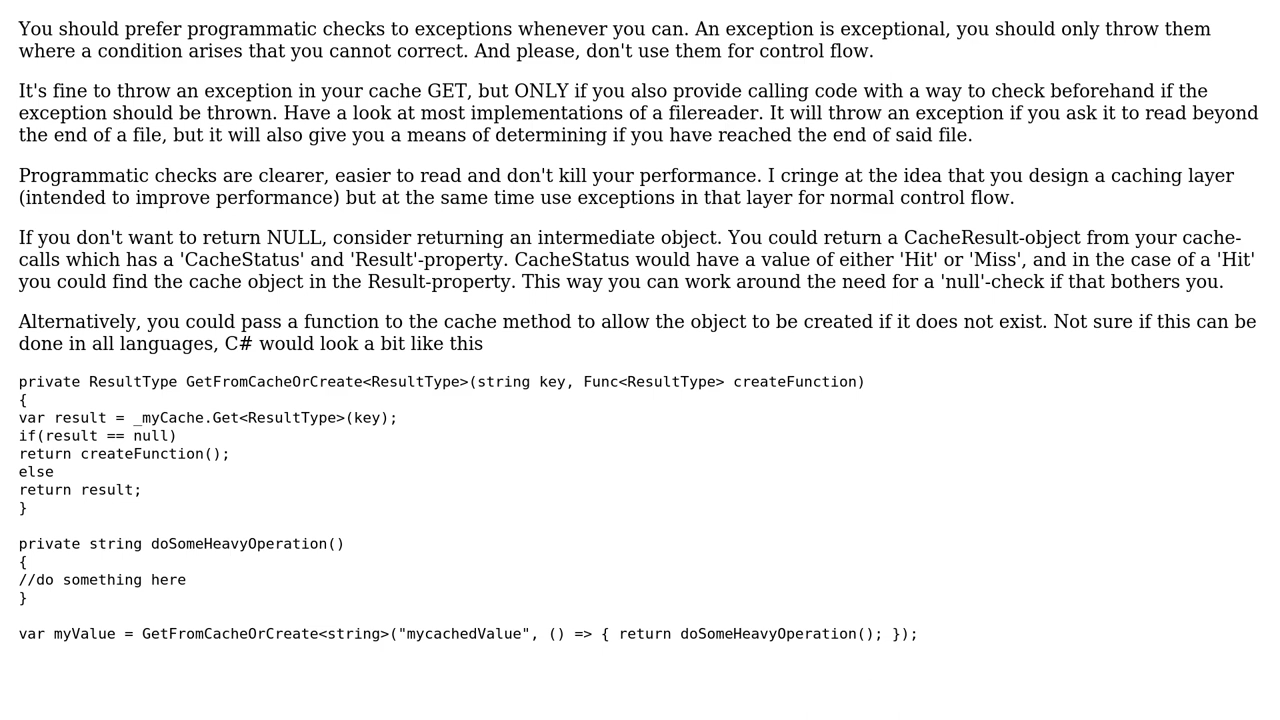 You should prefer programmatic checks to exceptions whenever you can. An exception is exceptional, you should only throw them
where a condition arises that you cannot correct. And please, don't use them for control flow.
It's fine to throw an exception in your cache GET, but ONLY if you also provide calling code with a way to check beforehand if the
exception should be thrown. Have a look at most implementations of a filereader. It will throw an exception if you ask it to read beyond
the end of a file, but it will also give you a means of determining if you have reached the end of said file.
Programmatic checks are clearer, easier to read and don't kill your performance. I cringe at the idea that you design a caching layer
(intended to improve performance) but at the same time use exceptions in that layer for normal control flow.
If you don't want to return NULL, consider returning an intermediate object. You could return a CacheResult-object from your cache-
calls which has a 'CacheStatus' and 'Result'-property. CacheStatus would have a value of either 'Hit' or 'Miss', and in the case of a 'Hit'
you could find the cache object in the Result-property. This way you can work around the need for a 'null'-check if that bothers you.
Alternatively, you could pass a function to the cache method to allow the object to be created if it does not exist. Not sure if this can be
done in all languages, C# would look a bit like this
private ResultType GetFromCacheOrCreate<ResultType>(string key, Func<ResultType> createFunction)
{
var result = _myCache.Get<ResultType>(key);
if(result == null)
return createFunction();
else
return result;
}
private string doSomeHeavyOperation()
{
//do something here
}
var myValue = GetFromCacheOrCreate<string>("mycachedValue", () => { return doSomeHeavyOperation(); });